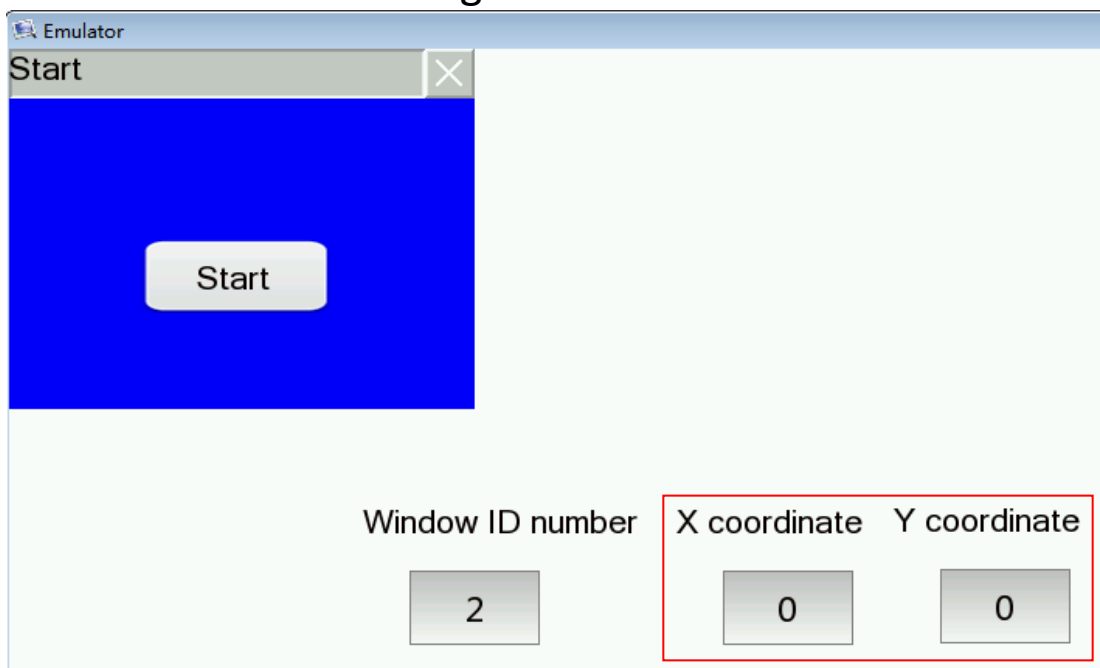 Emulator
Start
Start
Window ID number X coordinate Y coordinate
2 0 0